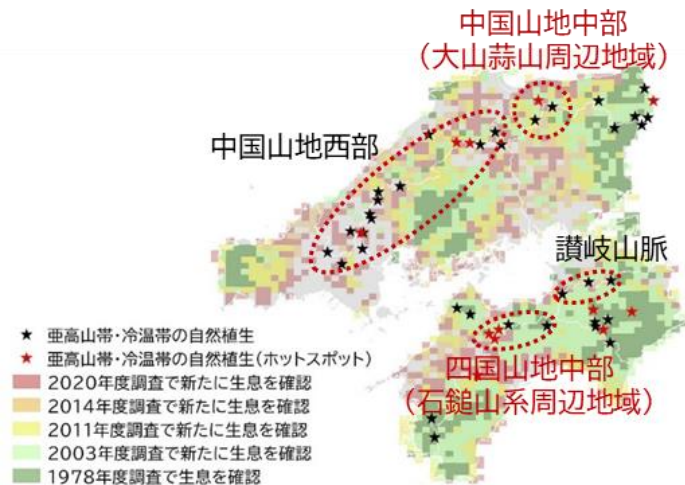 中国山地中部
(大山蒜山周辺地域)
中国山地西部
讃岐山脈
四国山地中部
(石鎚山系周辺地域)
亜高山帯・冷温帯の自然植生
亜高山帯・冷温帯の自然植生(ホットスポット)
2020年度調査で新たに生息を確認
2014年度調査で新たに生息を確認
2011年度調査で新たに生息を確認
2003年度調査で新たに生息を確認
1978年度調査で生息を確認